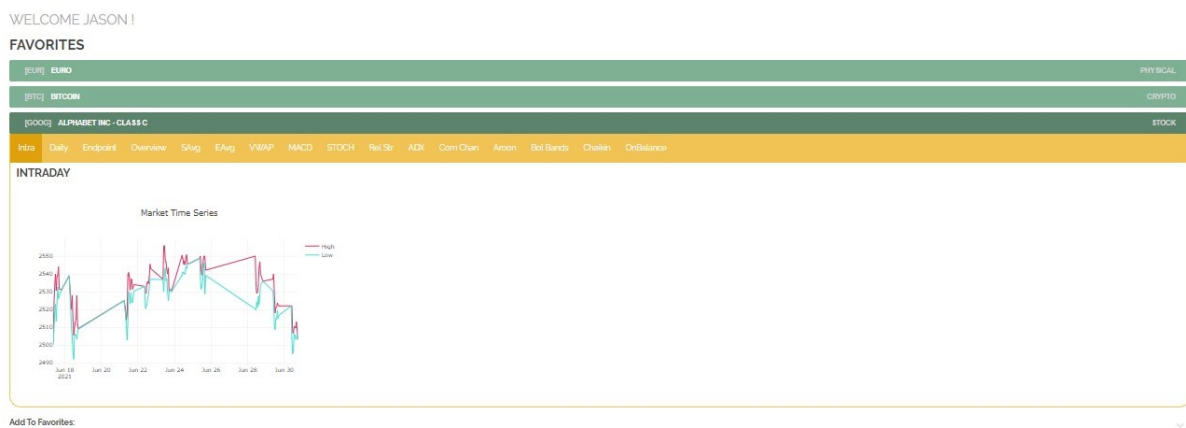 WELCOME JASON !
FAVORITES
[EUR] EURO PHYSICAL
[BTC] BITCOIN CRYPTO
[GOOG] ALPHABET INC - CLASS C STOCK
Intra Daily Endpoint Overview SAvg EAvg VWAP MACD STOCH Rel Str ADX Com Chan Aroon Bol Bands Chaikin OnBalance
INTRADAY
Market Time Series
High
Low
2550
2540
2530
2520
2510
2500
2490
Jun 18 Jun 20 Jun 22 Jun 24 Jun 26 Jun 28 Jun 30
2021
Add To Favorites: